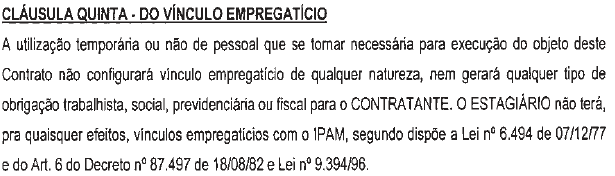 CLÁUSULA QUINTA - DO VÍNCULO EMPREGATÍCIO
A utilização temporária ou não de pessoal que se tornar necessária para execução do objeto deste
Contrato não configurará vínculo empregatício de qualquer natureza, nem gerará qualquer tipo de
obrigação trabalhista, social, previdenciária ou fiscal para o CONTRATANTE. O ESTAGIÁRIO não terá,
pra quaisquer efeitos, vínculos empregatícios com o IPAM, segundo dispõe a Lei nº 6.494 de 07/12/77
e do Art. 6 do Decreto nº 87.497 de 18/08/82 e Lei nº 9.394/96.